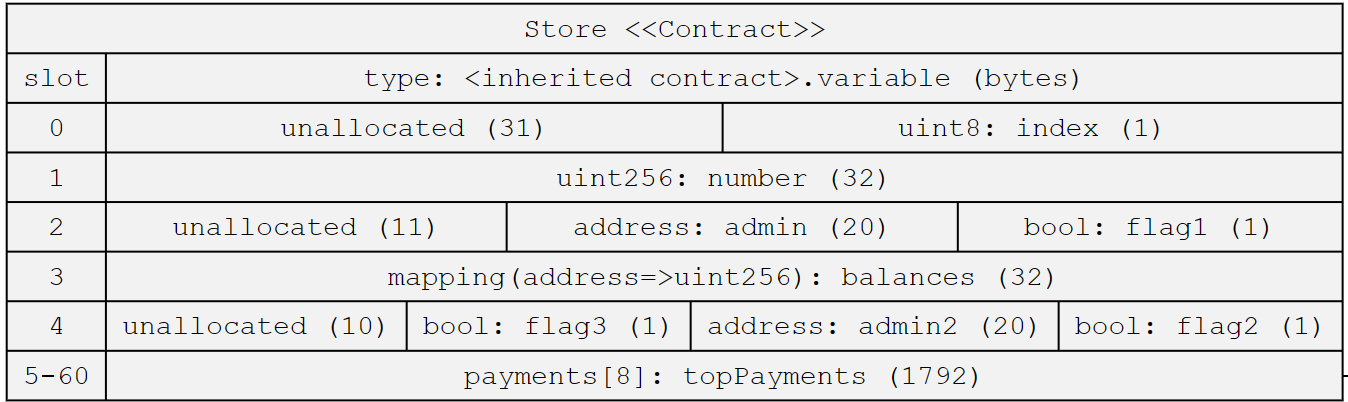 Store <<Contract>>
slot type: <inherited contract>.variable (bytes)
0 unallocated (31) uint8: index (1)
1 uint256: number (32)
2 unallocated (11) address: admin (20) bool: flag1 (1)
3 mapping(address=>uint256): balances (32)
4 unallocated (10) bool: flag3 (1) address: admin2 (20) bool: flag2 (1)
5-60 payments[8]: topPayments (1792)